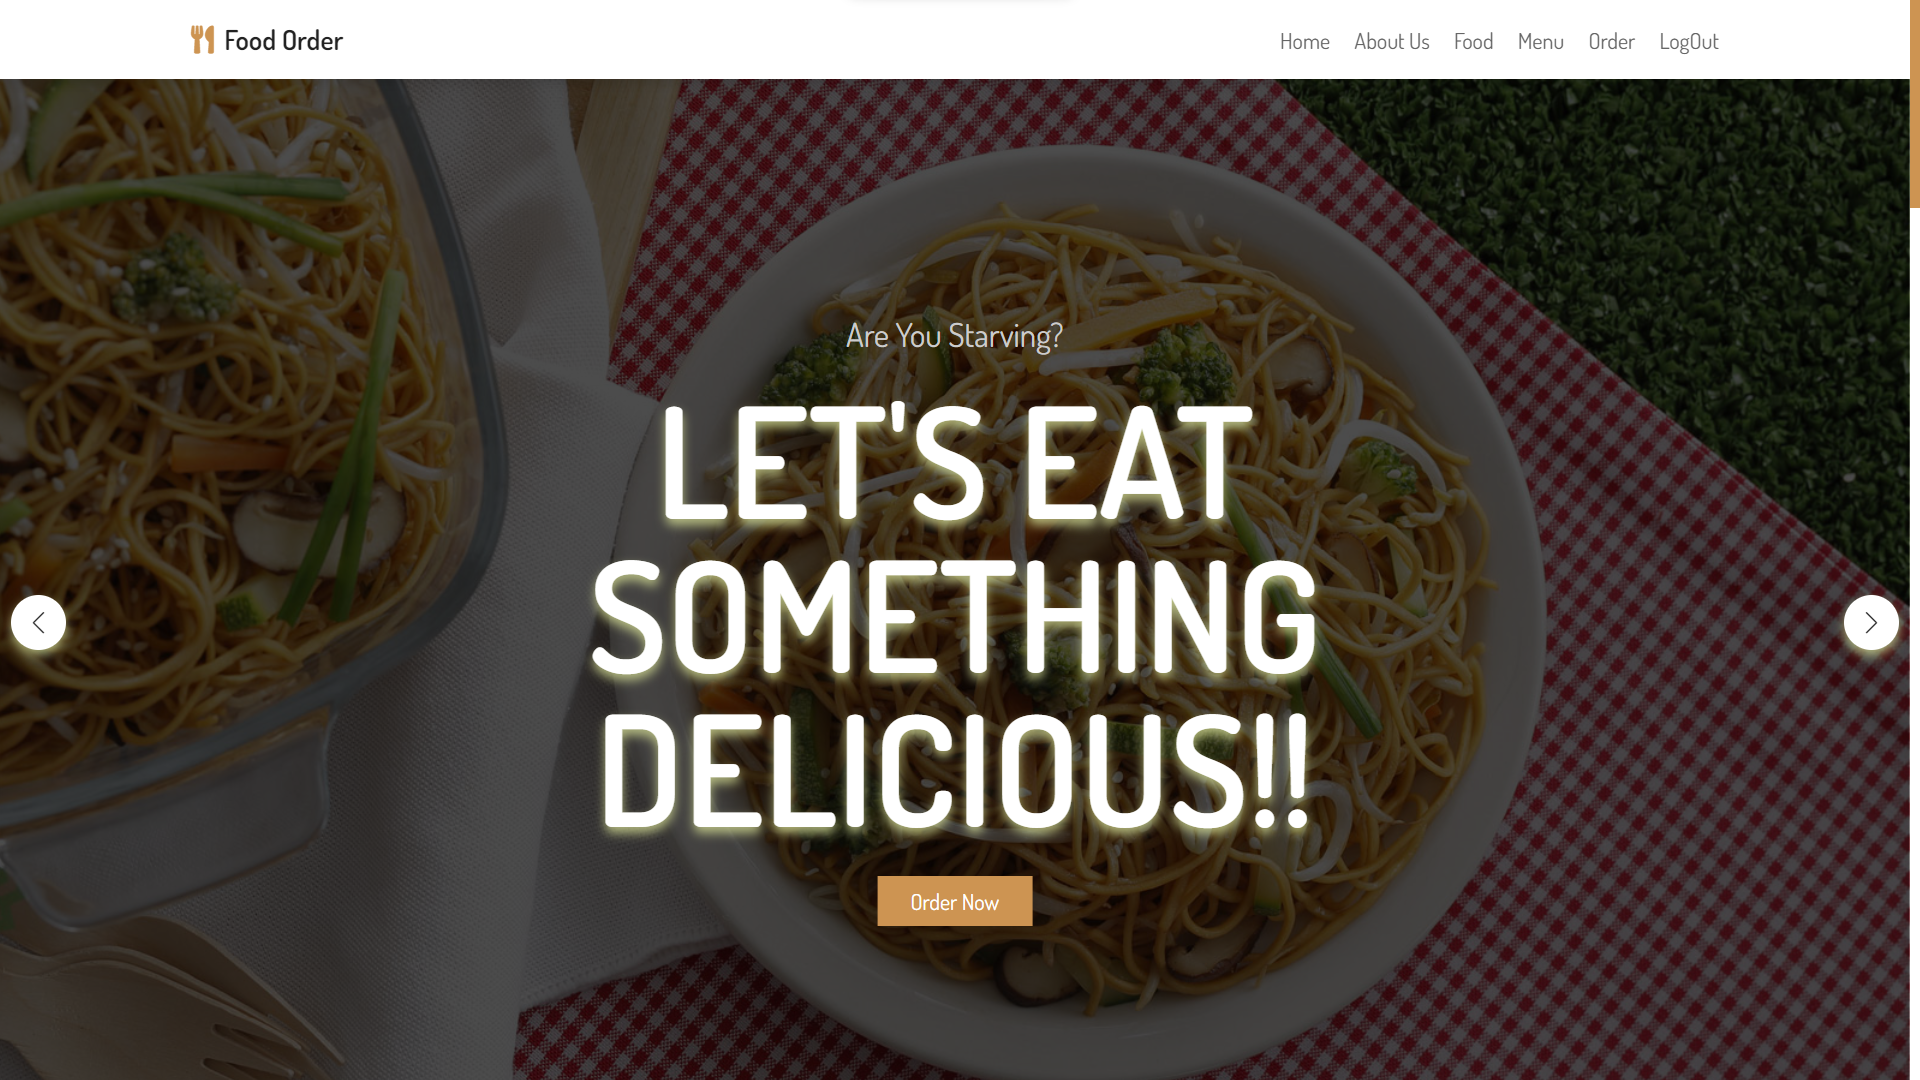 Food Order
Home
About Us
Food
Menu
Order
LogOut
Are You Starving?
LET'S EAT
SOMETHING
DELICIOUS!!
Order Now